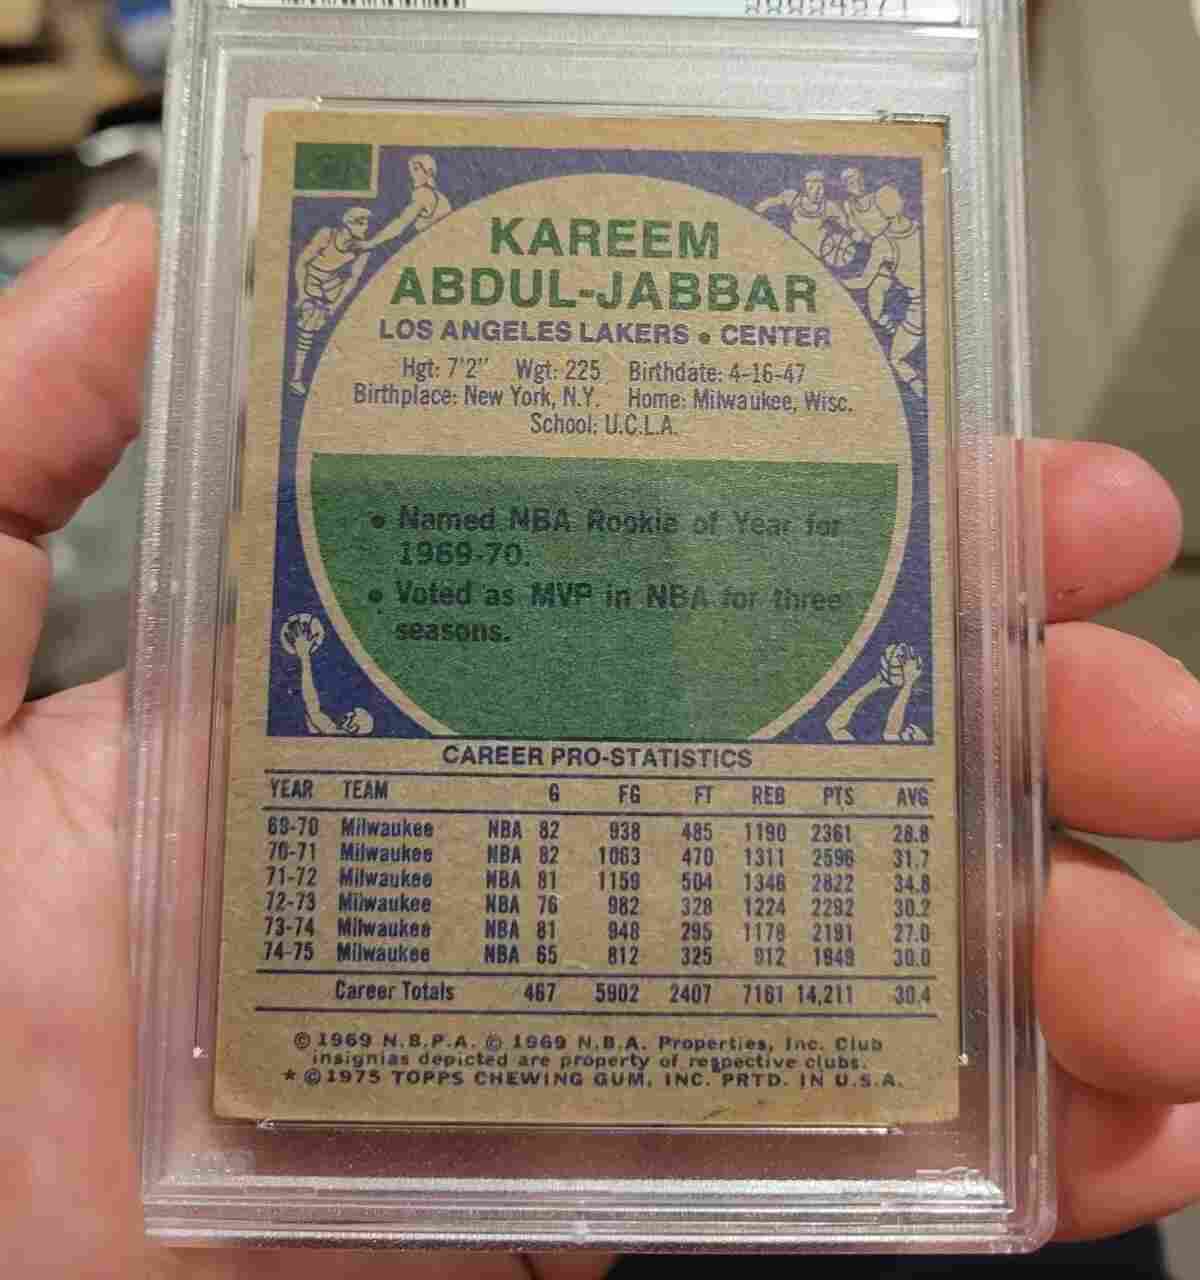 KAREEM
ABDUL-JABBAR
LOS ANGELES LAKERS • CENTER
Hgt: 7'2" Wgt: 225 Birthdate: 4-16-47
Birthplace: New York, N.Y. Home: Milwaukee, Wisc.
School: U.C.L.A.
• Named NBA Rookie of Year for
1969-70.
• Voted as MVP in NBA for three
seasons.
CAREER PRO-STATISTICS
YEAR TEAM G FG FT REB PTS AVG
69-70 Milwaukee NBA 82 938 485 1190 2361 28.8
70-71 Milwaukee NBA 82 1063 470 1311 2596 31.7
71-72 Milwaukee NBA 81 1159 504 1346 2822 34.8
72-73 Milwaukee NBA 76 982 328 1224 2292 30.2
73-74 Milwaukee NBA 81 948 295 1178 2191 27.0
74-75 Milwaukee NBA 65 812 325 912 1949 30.0
Career Totals 467 5902 2407 7161 14,211 30.4
© 1969 N.B.P.A. © 1969 N.B.A. Properties, Inc. Club
insignias depicted are property of respective clubs.
* © 1975 TOPPS CHEWING GUM, INC. PRTD. IN U.S.A.